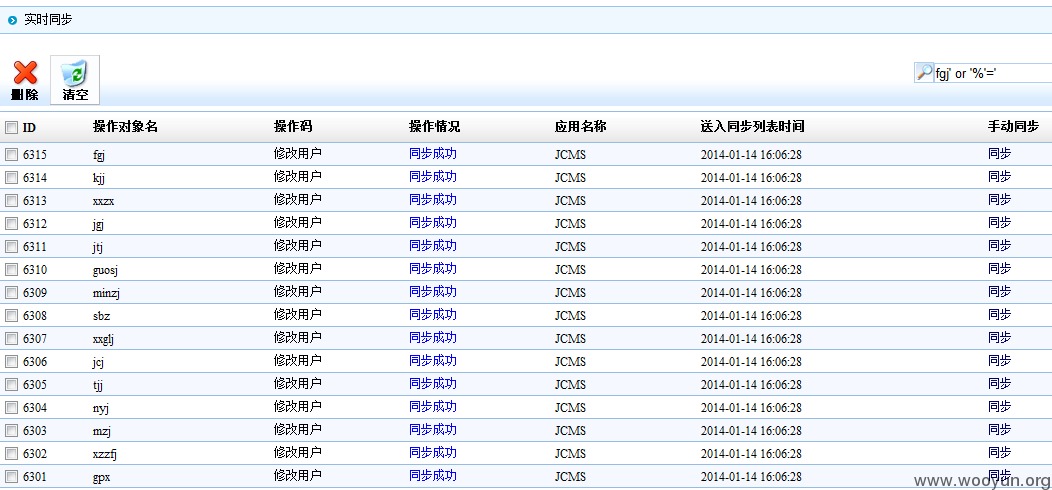 实时同步
删除 清空 fgj' or '%'='
ID 操作对象名 操作码 操作情况 应用名称 送入同步列表时间 手动同步
6315 fgj 修改用户 同步成功 JCMS 2014-01-14 16:06:28 同步
6314 kjj 修改用户 同步成功 JCMS 2014-01-14 16:06:28 同步
6313 xxzx 修改用户 同步成功 JCMS 2014-01-14 16:06:28 同步
6312 jgj 修改用户 同步成功 JCMS 2014-01-14 16:06:28 同步
6311 jtj 修改用户 同步成功 JCMS 2014-01-14 16:06:28 同步
6310 guosj 修改用户 同步成功 JCMS 2014-01-14 16:06:28 同步
6309 minzj 修改用户 同步成功 JCMS 2014-01-14 16:06:28 同步
6308 sbz 修改用户 同步成功 JCMS 2014-01-14 16:06:28 同步
6307 xxglj 修改用户 同步成功 JCMS 2014-01-14 16:06:28 同步
6306 jcj 修改用户 同步成功 JCMS 2014-01-14 16:06:28 同步
6305 tjj 修改用户 同步成功 JCMS 2014-01-14 16:06:28 同步
6304 nyj 修改用户 同步成功 JCMS 2014-01-14 16:06:28 同步
6303 mzj 修改用户 同步成功 JCMS 2014-01-14 16:06:28 同步
6302 xzzfj 修改用户 同步成功 JCMS 2014-01-14 16:06:28 同步
6301 gpx 修改用户 同步成功 JCMS 2014-01-14 16:06:28 同步
www.wooyun.org